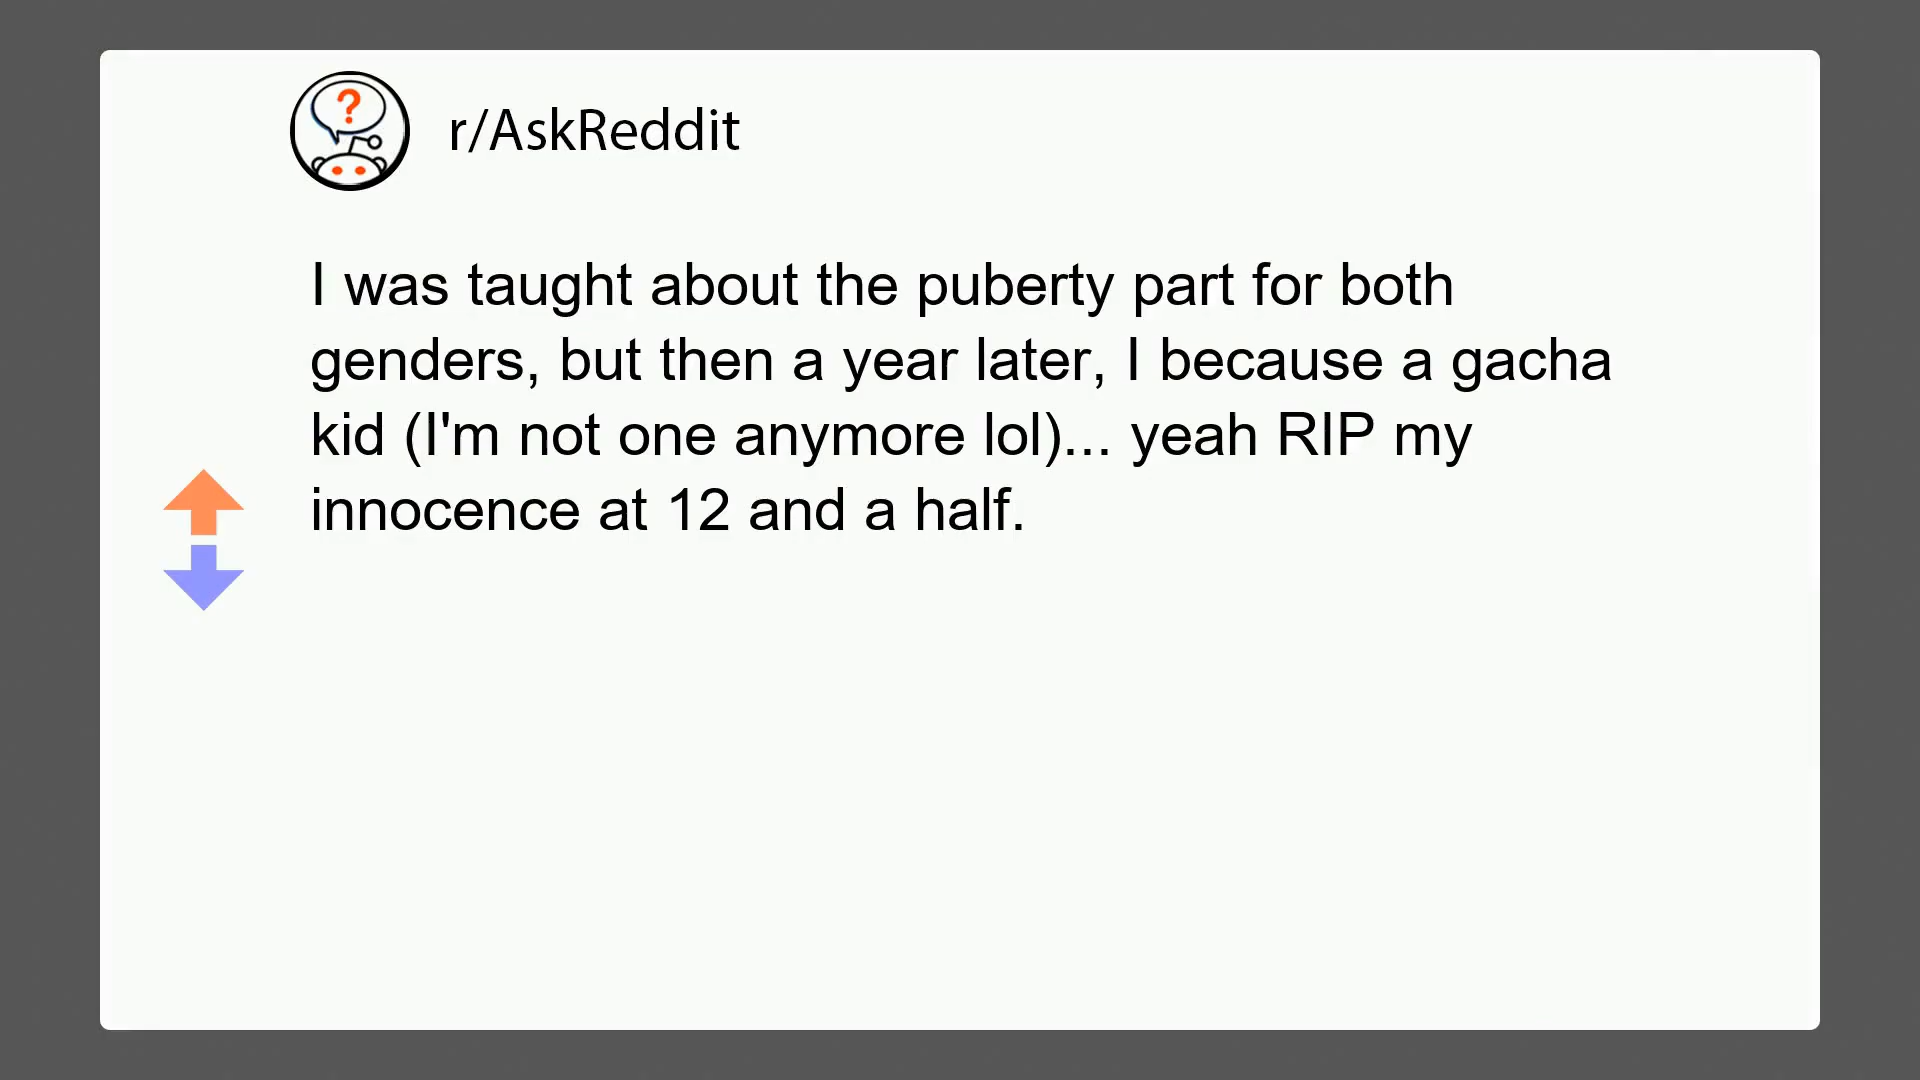 r/AskReddit
I was taught about the puberty part for both
genders, but then a year later, I because a gacha
kid (I'm not one anymore lol)... yeah RIP my
innocence at 12 and a half.